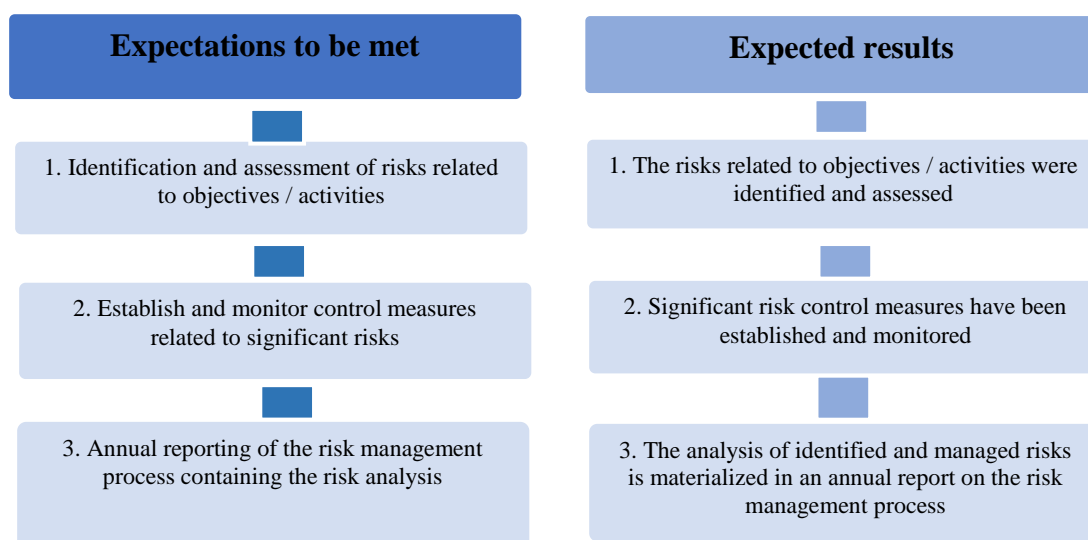 Expectations to be met
1. Identification and assessment of risks related
to objectives / activities
2. Establish and monitor control measures
related to significant risks
3. Annual reporting of the risk management
process containing the risk analysis
Expected results
1. The risks related to objectives / activities were
identified and assessed
2. Significant risk control measures have been
established and monitored
3. The analysis of identified and managed risks
is materialized in an annual report on the risk
management process